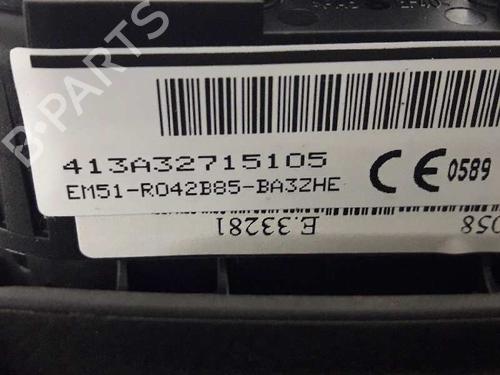 B-PARTS
413A32715105
CE 0589
EM51-R042B85-BA3ZHE
E.33281
058